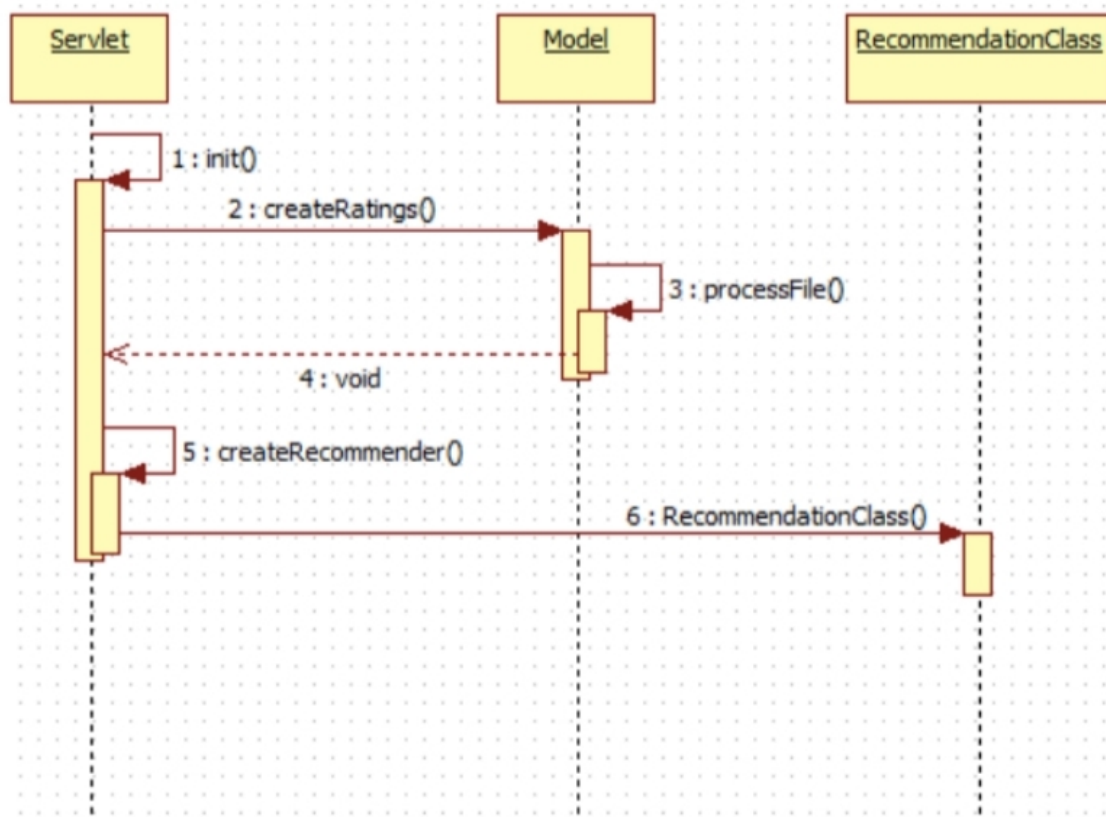 Servlet
Model
RecommendationClass
1 : init()
2 : createRatings()
3 : processFile()
4 : void
5 : createRecommender()
6 : RecommendationClass()